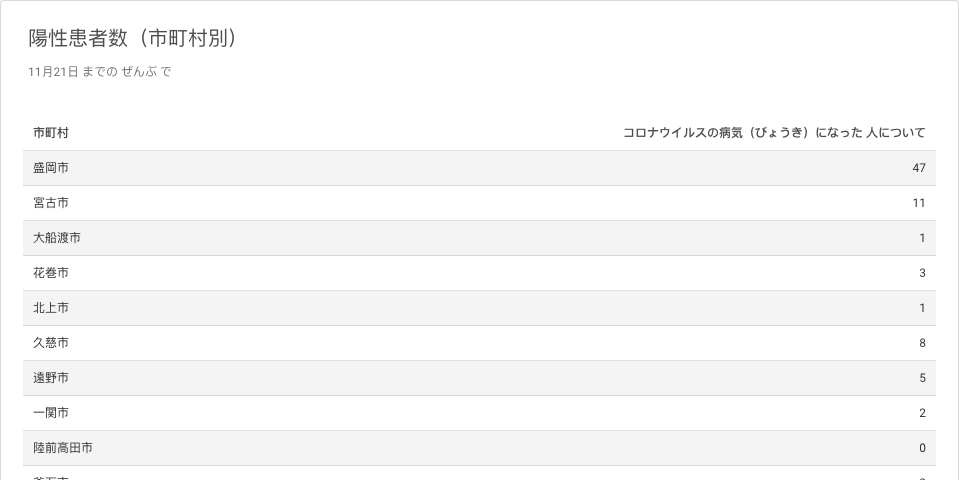 陽性患者数（市町村別）
11月21日 までの ぜんぶ で
市町村 コロナウイルスの病気（びょうき）になった 人について
盛岡市 47
宮古市 11
大船渡市 1
花巻市 3
北上市 1
久慈市 8
遠野市 5
一関市 2
陸前高田市 0